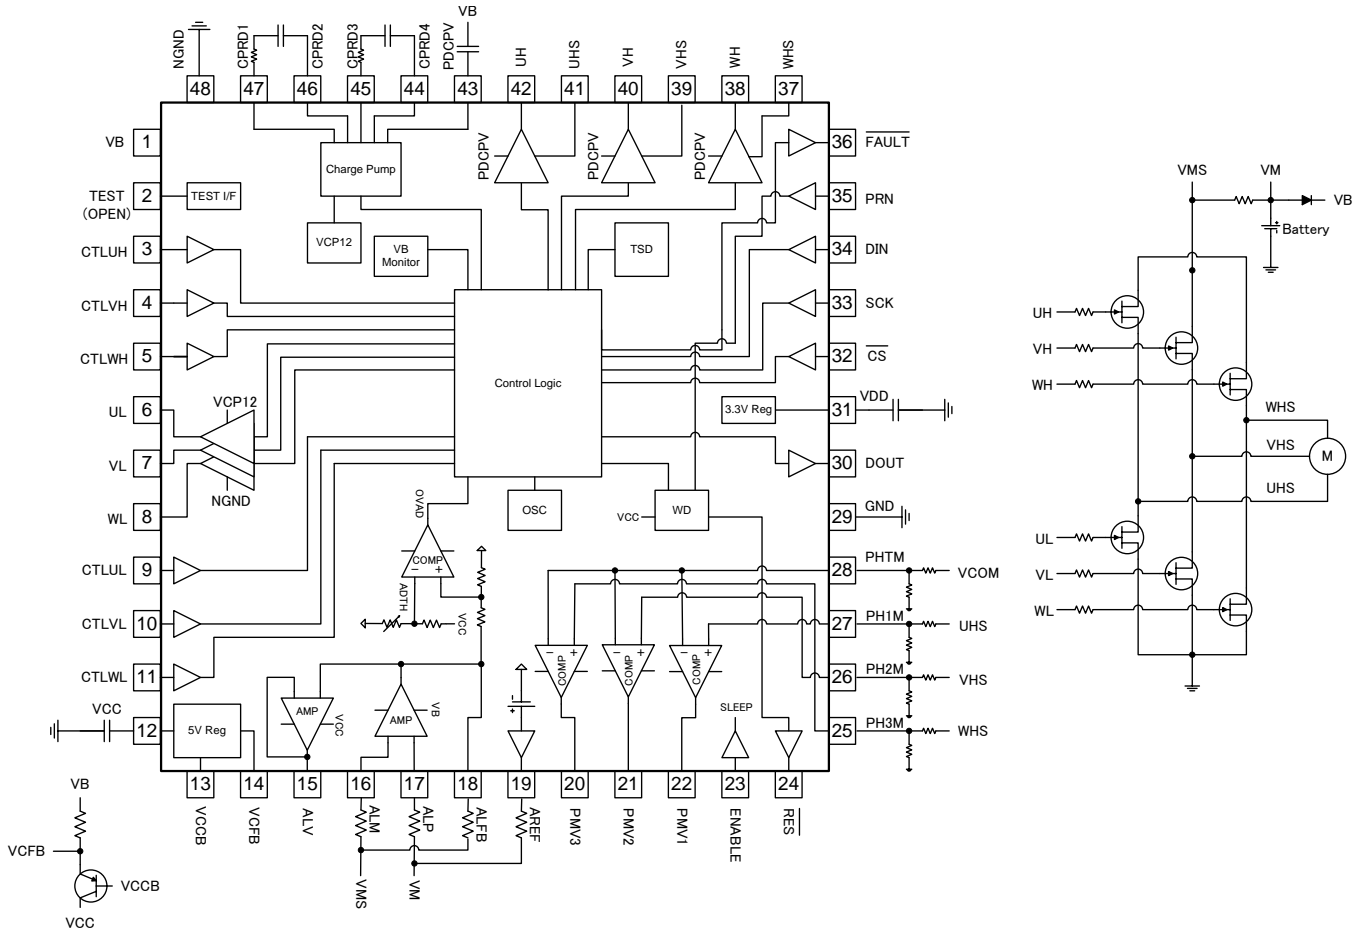 NGND
CPRD1
CPRD2
CPRD3
CPRD4
PDCPV
VB
UH
UHS
VH
VHS
WH
WHS
48
47
46
45
44
43
42
41
40
39
38
37
VB
1
TEST
(OPEN)
2
TEST I/F
CTLUH
3
CTLVH
4
CTLWH
5
UL
6
VL
7
WL
8
CTLUL
9
CTLVL
10
CTLWL
11
VCC
12
5V Reg
Charge Pump
VCP12
VB
Monitor
PDCPV
PDCPV
PDCPV
TSD
Control Logic
VCP12
NGND
OSC
VCC
WD
3.3V Reg
OVAD
COMP
− +
ADTH
VCC
AMP
VCC
AMP
VB
- +
− +
COMP
− +
COMP
− +
COMP
SLEEP
36
FAULT
35
PRN
34
DIN
33
SCK
32
CS
31
VDD
30
DOUT
29
GND
28
PHTM
VCOM
27
PH1M
UHS
26
PH2M
VHS
25
PH3M
WHS
13
14
15
16
17
18
19
20
21
22
23
24
VCCB
VCFB
ALV
ALM
ALP
ALFB
AREF
PMV3
PMV2
PMV1
ENABLE
RES
VMS
VM
VB
VCFB
VCCB
VCC
VMS
VM
VB
+
Battery
UH
VH
WH
WHS
VHS
UHS
M
UL
VL
WL